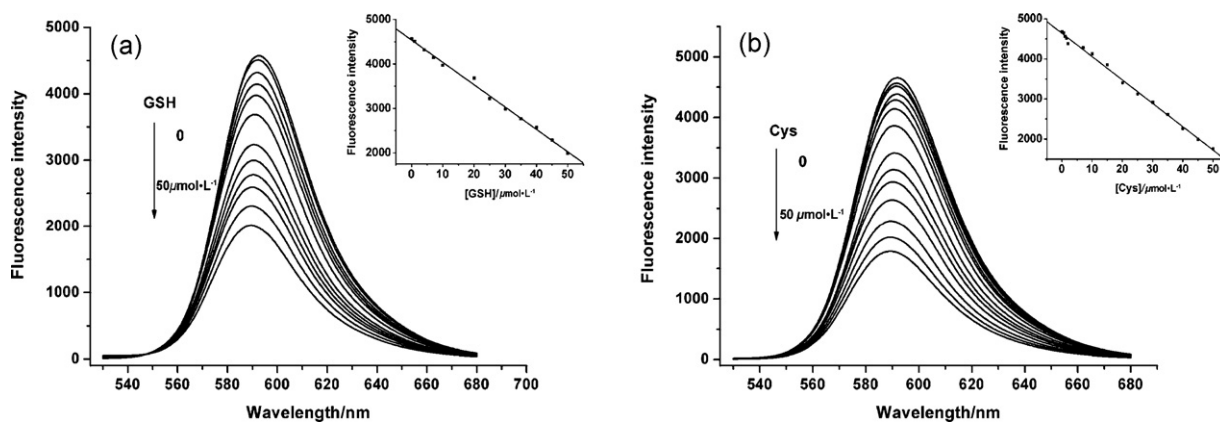 (a)
GSH
0
50μmol•L⁻¹
Fluorescence intensity
5000
4000
3000
2000
1000
0
540 560 580 600 620 640 660 680 700
Wavelength/nm
Fluorescence intensity
5000
4000
3000
2000
0 10 20 30 40 50
[GSH]/μmol•L⁻¹
(b)
Cys
0
50 μmol•L⁻¹
Fluorescence intensity
5000
4000
3000
2000
1000
0
540 560 580 600 620 640 660 680
Wavelength/nm
Fluorescence intensity
5000
4500
4000
3500
3000
2500
2000
1500
0 10 20 30 40 50
[Cys]/μmol•L⁻¹